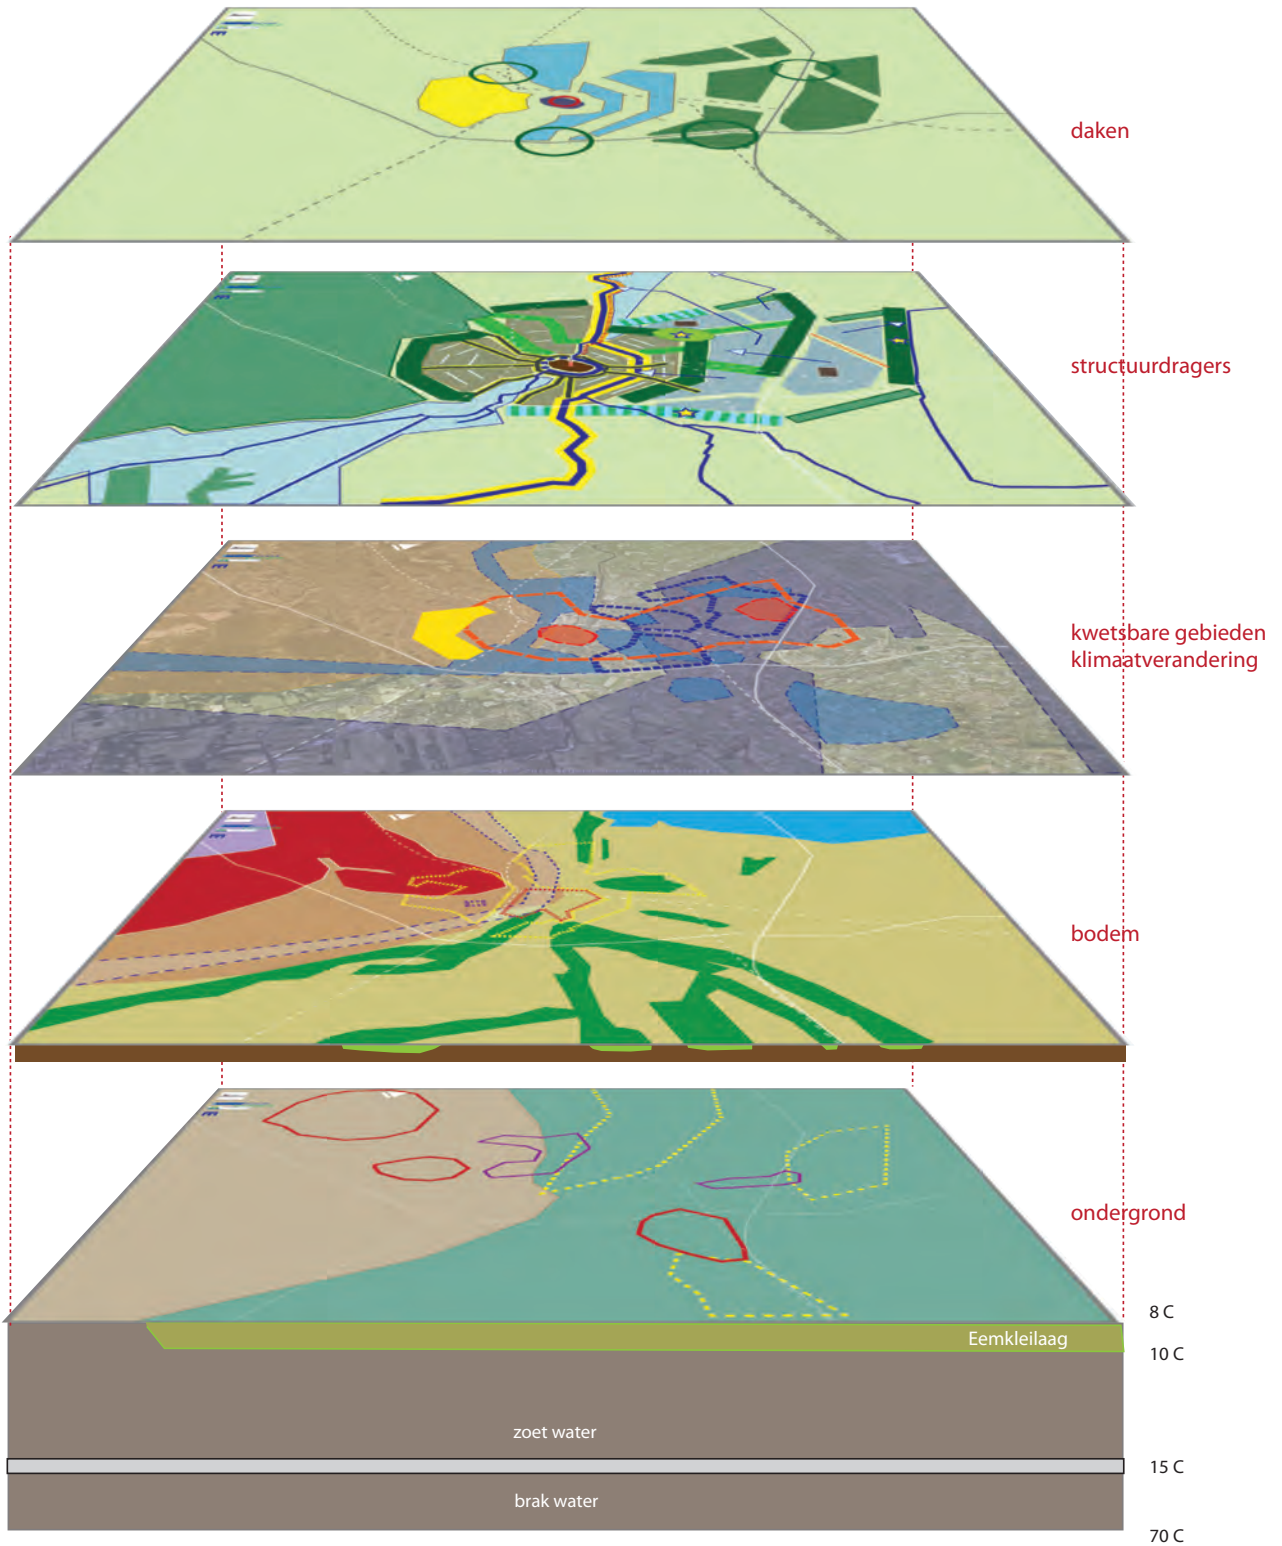 daken
structuurdragers
kwetsbare gebieden
klimaatverandering
bodem
ondergrond
8 C
Eemkleilaag
10 C
zoet water
15 C
brak water
70 C